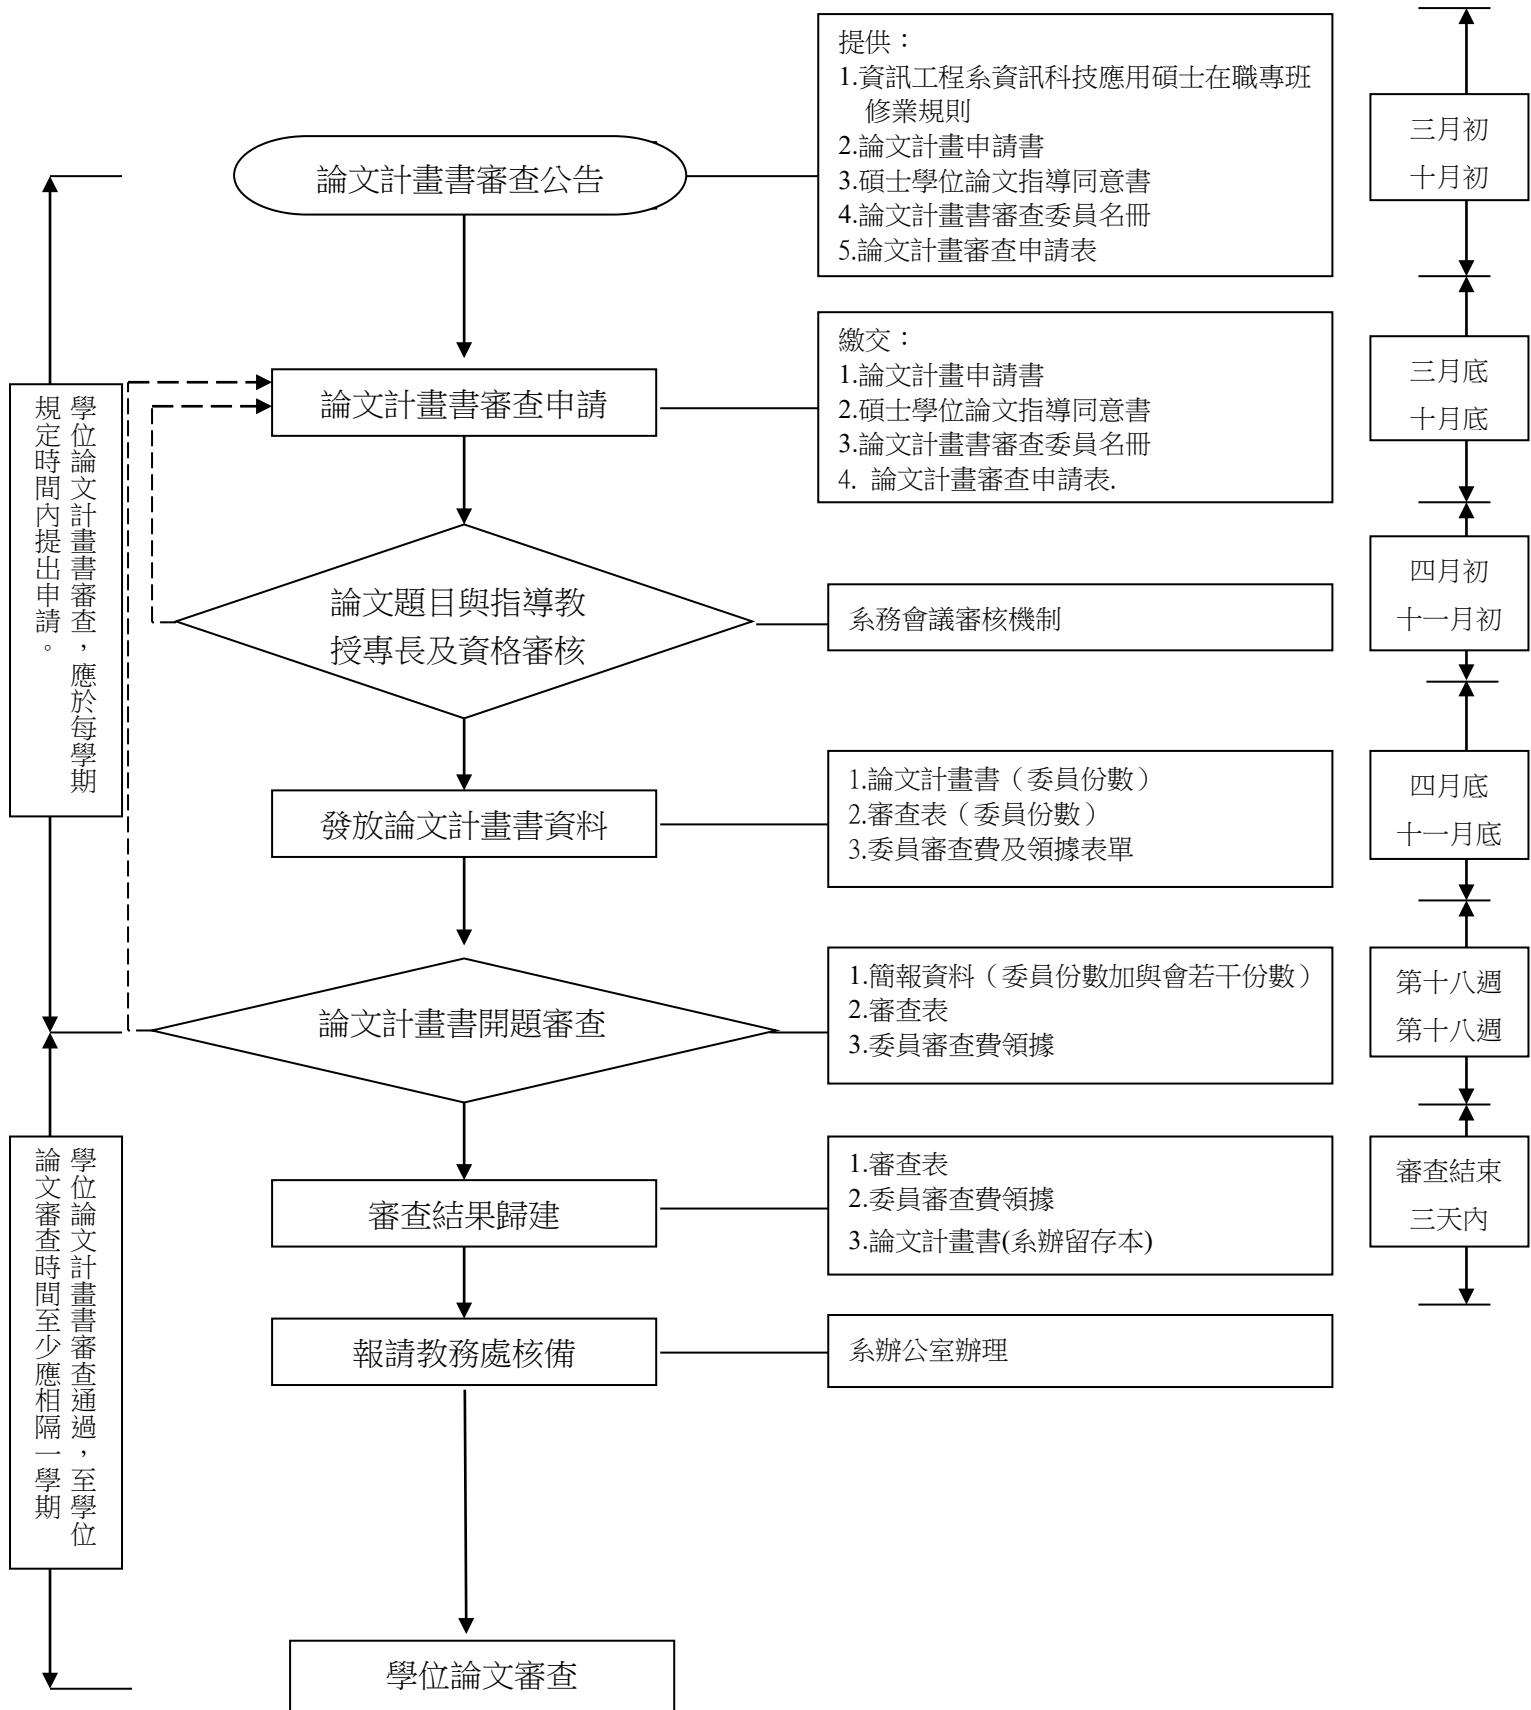 論文計畫書審查公告
提供：
1.資訊工程系資訊科技應用碩士在職專班
修業規則
2.論文計畫申請書
3.碩士學位論文指導同意書
4.論文計畫書審查委員名冊
5.論文計畫審查申請表
三月初
十月初
學位論文計畫書審查，應於每學期
規定時間內提出申請。
論文計畫書審查申請
繳交：
1.論文計畫申請書
2.碩士學位論文指導同意書
3.論文計畫書審查委員名冊
4. 論文計畫審查申請表.
三月底
十月底
論文題目與指導教
授專長及資格審核
系務會議審核機制
四月初
十一月初
發放論文計畫書資料
1.論文計畫書（委員份數）
2.審查表（委員份數）
3.委員審查費及領據表單
四月底
十一月底
論文計畫書開題審查
1.簡報資料（委員份數加與會若干份數）
2.審查表
3.委員審查費領據
第十八週
第十八週
學位論文計畫書審查通過，至學位
論文審查時間至少應相隔一學期
審查結果歸建
1.審查表
2.委員審查費領據
3.論文計畫書(系辦留存本)
審查結束
三天內
報請教務處核備
系辦公室辦理
學位論文審查